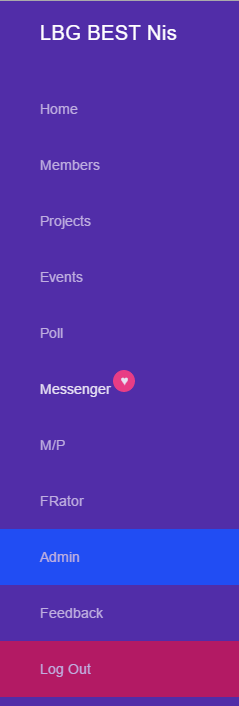 LBG BEST Nis
Home
Members
Projects
Events
Poll
Messenger ♥
M/P
FRator
Admin
Feedback
Log Out